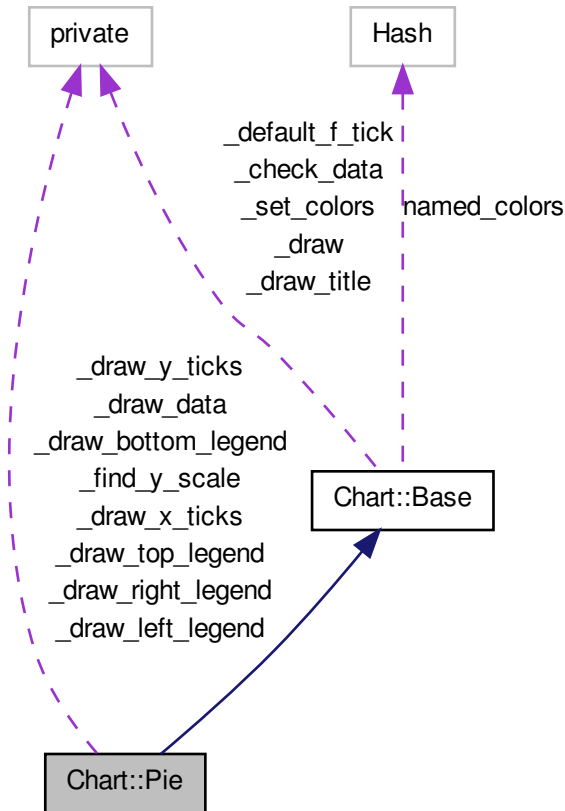 private
Hash
_default_f_tick
_check_data
_set_colors
named_colors
_draw
_draw_title
_draw_y_ticks
_draw_data
_draw_bottom_legend
_find_y_scale
_draw_x_ticks
_draw_top_legend
_draw_right_legend
_draw_left_legend
Chart::Base
Chart::Pie